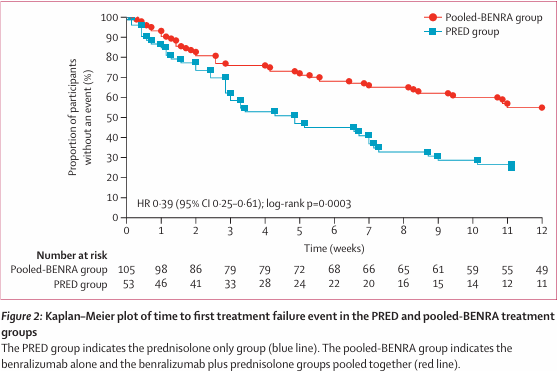 Pooled-BENRA group
PRED group
Proportion of participants
without an event (%)
100
90
80
70
60
50
40
30
20
10
0
HR 0·39 (95% CI 0·25–0·61); log-rank p=0·0003
0 1 2 3 4 5 6 7 8 9 10 11 12
Time (weeks)
Number at risk
Pooled-BENRA group 105 98 86 79 79 72 68 66 65 61 59 55 49
PRED group 53 46 41 33 28 24 22 20 16 15 14 12 11
Figure 2: Kaplan–Meier plot of time to first treatment failure event in the PRED and pooled-BENRA treatment
groups
The PRED group indicates the prednisolone only group (blue line). The pooled-BENRA group indicates the
benralizumab alone and the benralizumab plus prednisolone groups pooled together (red line).